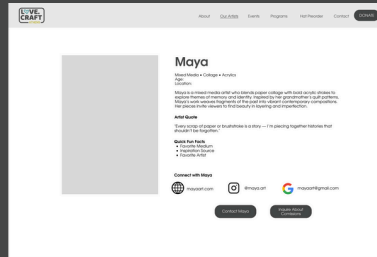 LOVE.
CRAFT
About Our Artists Events Programs Hat Preorder Contact DONATE
Maya
Mixed Media • Collage • Acrylics
Age:
Location:
Maya is a mixed-media artist who blends paper collage with bold acrylic strokes to
explore themes of memory and identity. Inspired by her grandmother's quilt patterns,
Maya's work weaves fragments of the past into vibrant contemporary compositions.
Her pieces invite viewers to find beauty in layering and imperfection.
Artist Quote
"Every scrap of paper or brushstroke is a story — I'm piecing together histories that
shouldn't be forgotten."
Quick Fun Facts
• Favorite Medium
• Inspiration Source
• Favorite Artist
Connect with Maya
mayaart.com @maya.art mayaart@gmail.com
Contact Maya
Inquire About